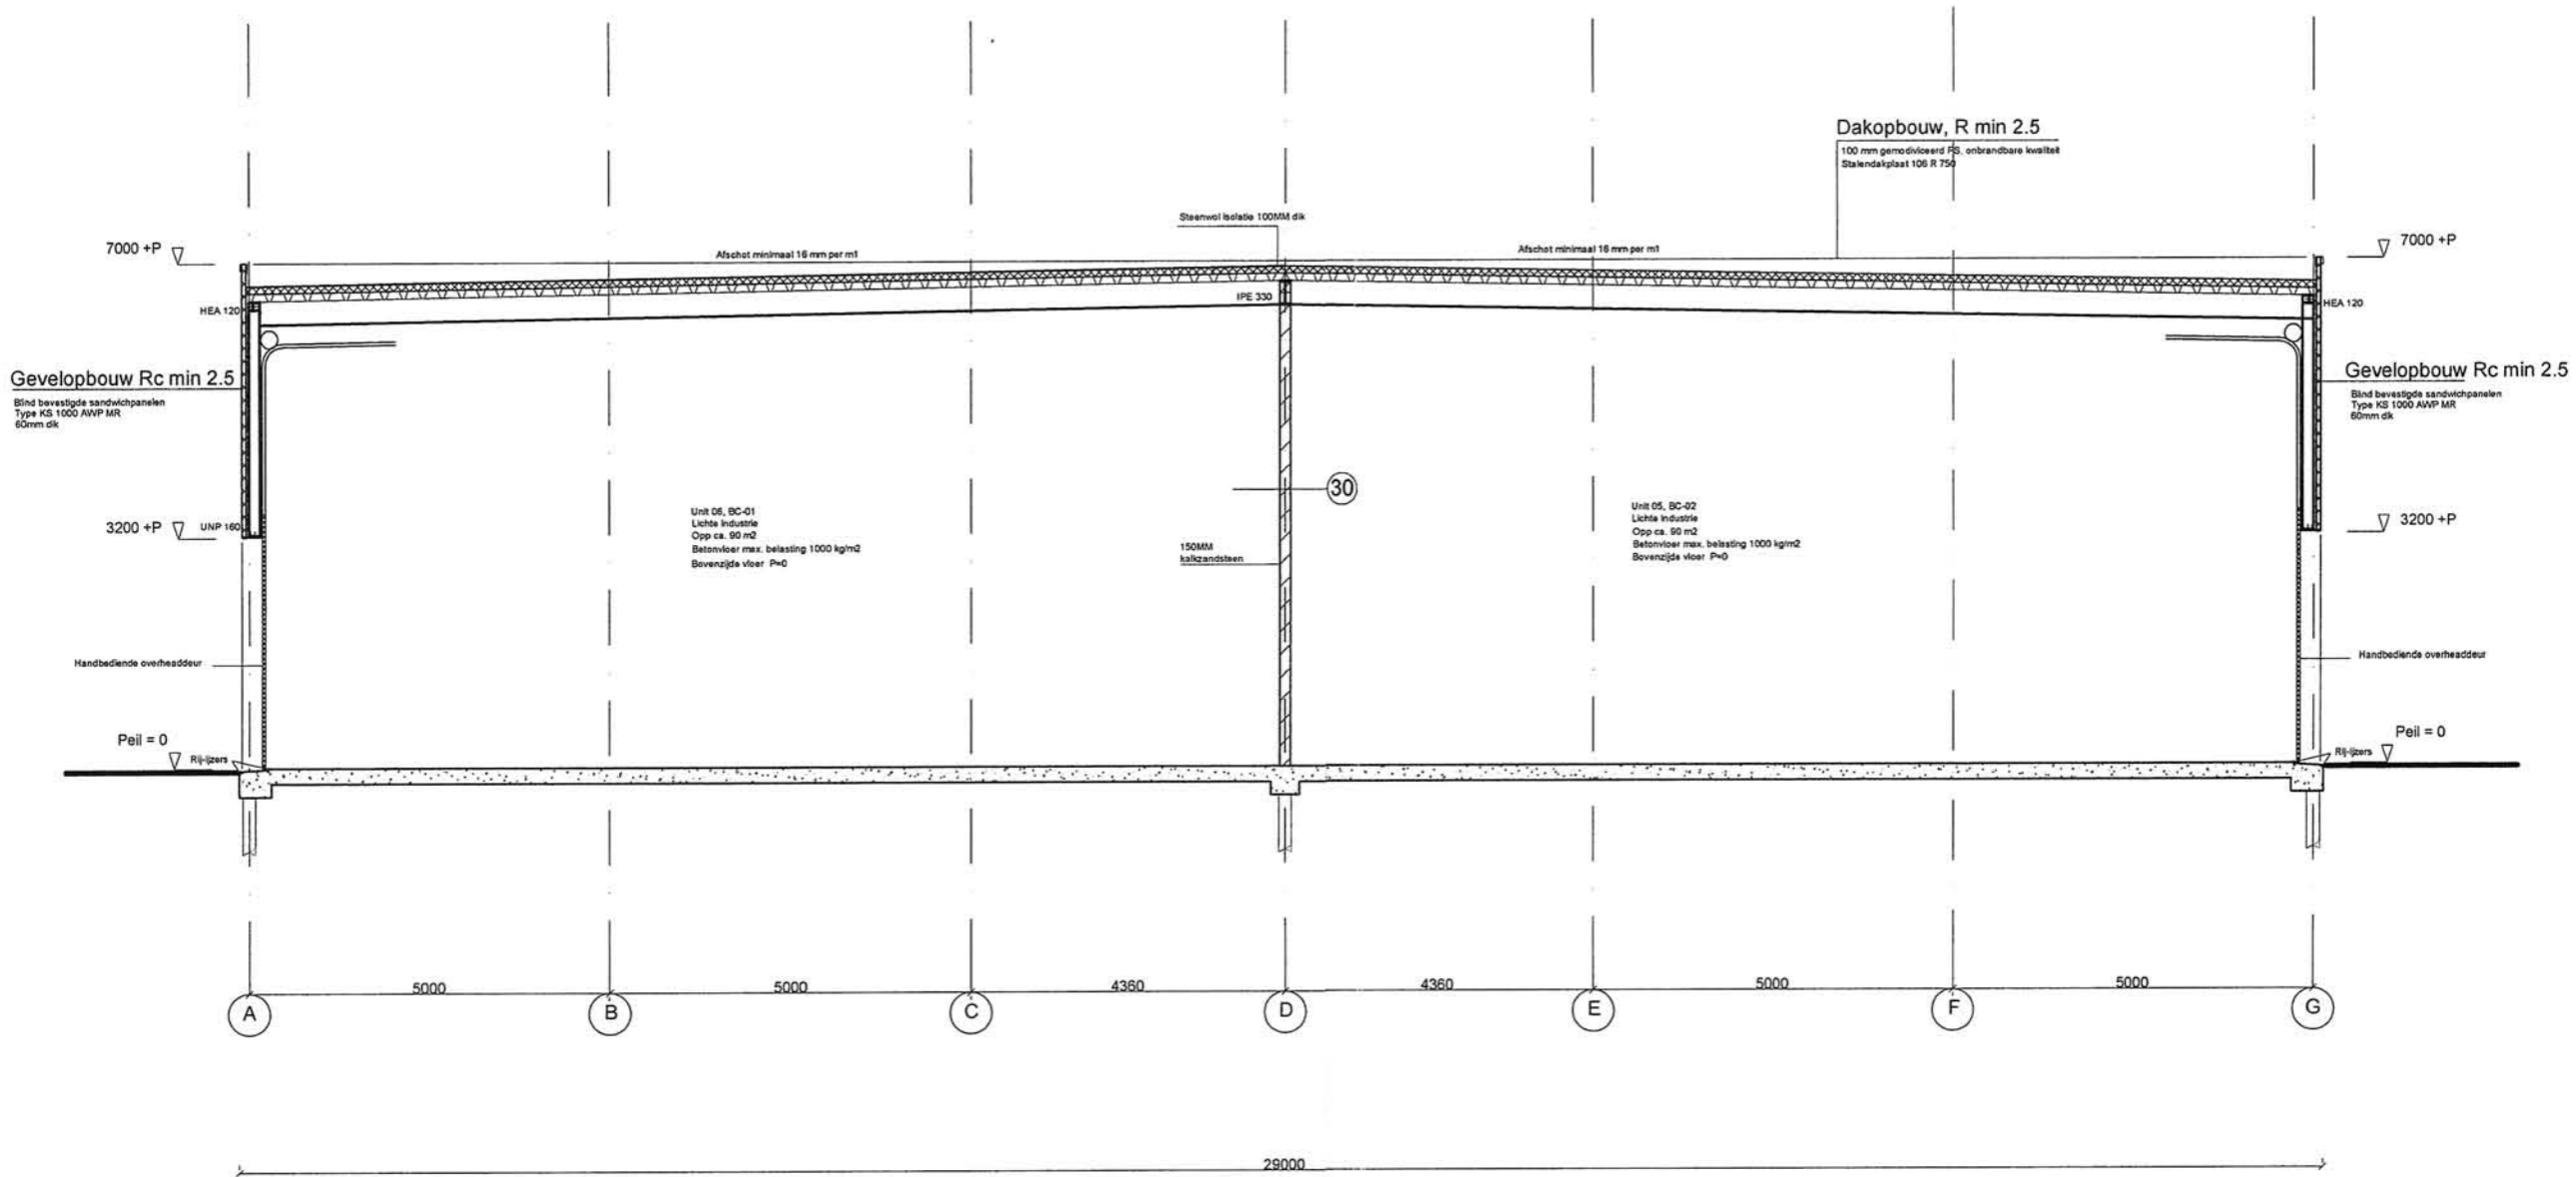 Dakopbouw, R min 2.5
100 mm gemodiviceerd PS. onbrandbare kwaliteit
Stalendakplaat 106 R 750
Steenwol isolatie 100MM dik
7000 +P
Afschot minimaal 16 mm per m1
Afschot minimaal 16 mm per m1
7000 +P
HEA 120
IPE 330
HEA 120
Gevelopbouw Rc min 2.5
Blind bevestigde sandwichpanelen
Type KS 1000 AWP MR
60mm dik
Gevelopbouw Rc min 2.5
Blind bevestigde sandwichpanelen
Type KS 1000 AWP MR
60mm dik
30
3200 +P
UNP 160
Unit 06, BC-01
Lichte industrie
Opp ca. 90 m2
Betonvloer max. belasting 1000 kg/m2
Bovenzijde vloer P=0
150MM
kalkzandsteen
Unit 05, BC-02
Lichte industrie
Opp ca. 90 m2
Betonvloer max. belasting 1000 kg/m2
Bovenzijde vloer P=0
3200 +P
Handbediende overheaddeur
Handbediende overheaddeur
Peil = 0
Rij-ijzers
Peil = 0
Rij-ijzers
5000
5000
4360
4360
5000
5000
A
B
C
D
E
F
G
29000